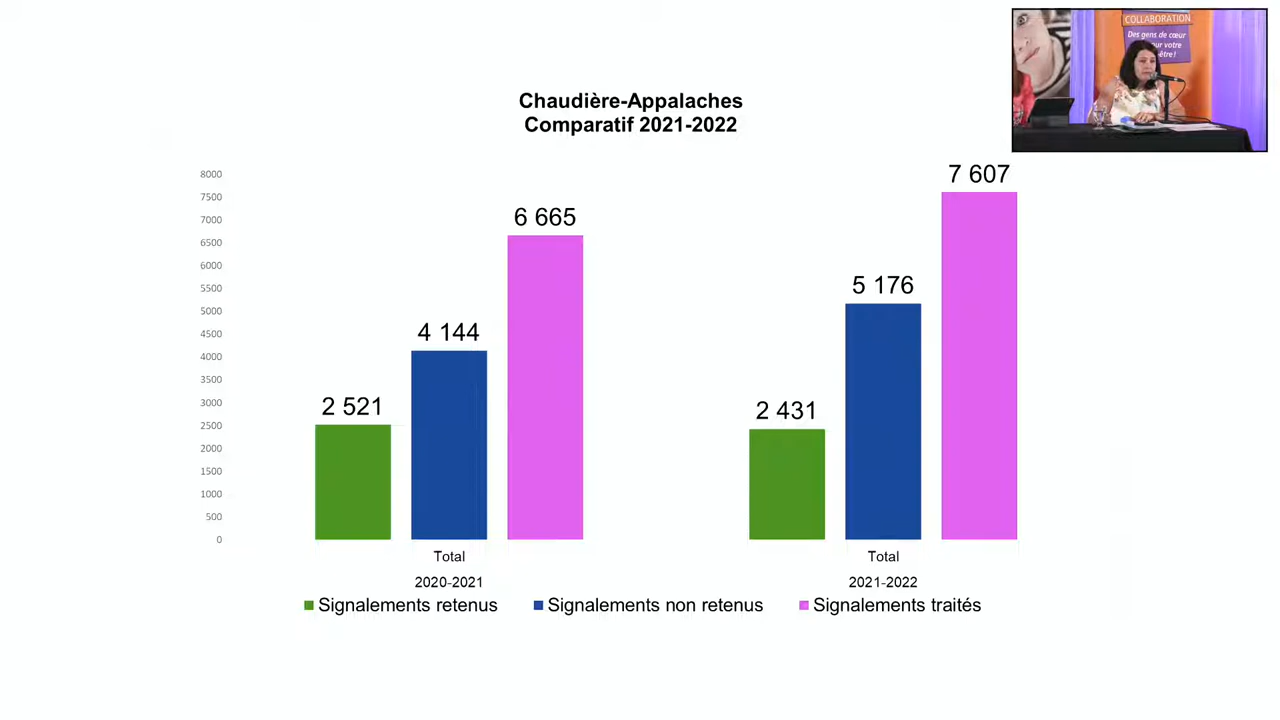 COLLABORATION
Des gens de cœur
votre
être !
Chaudière-Appalaches
Comparatif 2021-2022
8000
7500
7000
6500
6000
5500
5000
4500
4000
3500
3000
2500
2000
1500
1000
500
0
2 521
4 144
6 665
2 431
5 176
7 607
Total
2020-2021
Total
2021-2022
Signalements retenus
Signalements non retenus
Signalements traités